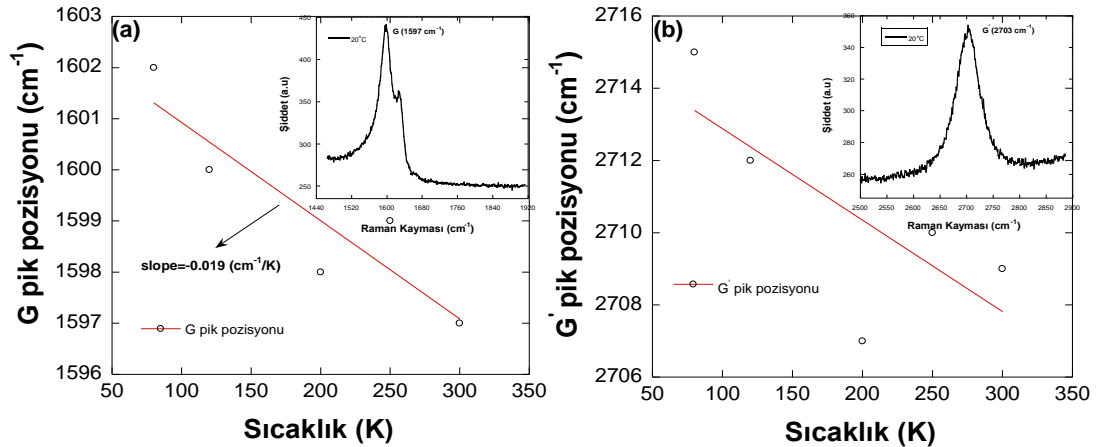 (a)
G pik pozisyonu (cm-1)
1603
1602
1601
1600
1599
1598
1597
1596
50 100 150 200 250 300 350
Sıcaklık (K)
slope=-0.019 (cm-1/K)
G pik pozisyonu
20°C
G (1597 cm-1)
Şiddet (a.u)
450
400
350
300
250
1440 1520 1600 1680 1760 1840 1920
Raman Kayması (cm-1)
(b)
G' pik pozisyonu (cm-1)
2716
2714
2712
2710
2708
2706
50 100 150 200 250 300 350
Sıcaklık (K)
G' pik pozisyonu
20°C
G' (2703 cm-1)
Şiddet (a.u)
360
340
320
300
280
260
2500 2550 2600 2650 2700 2750 2800 2850 2900
Raman Kayması (cm-1)